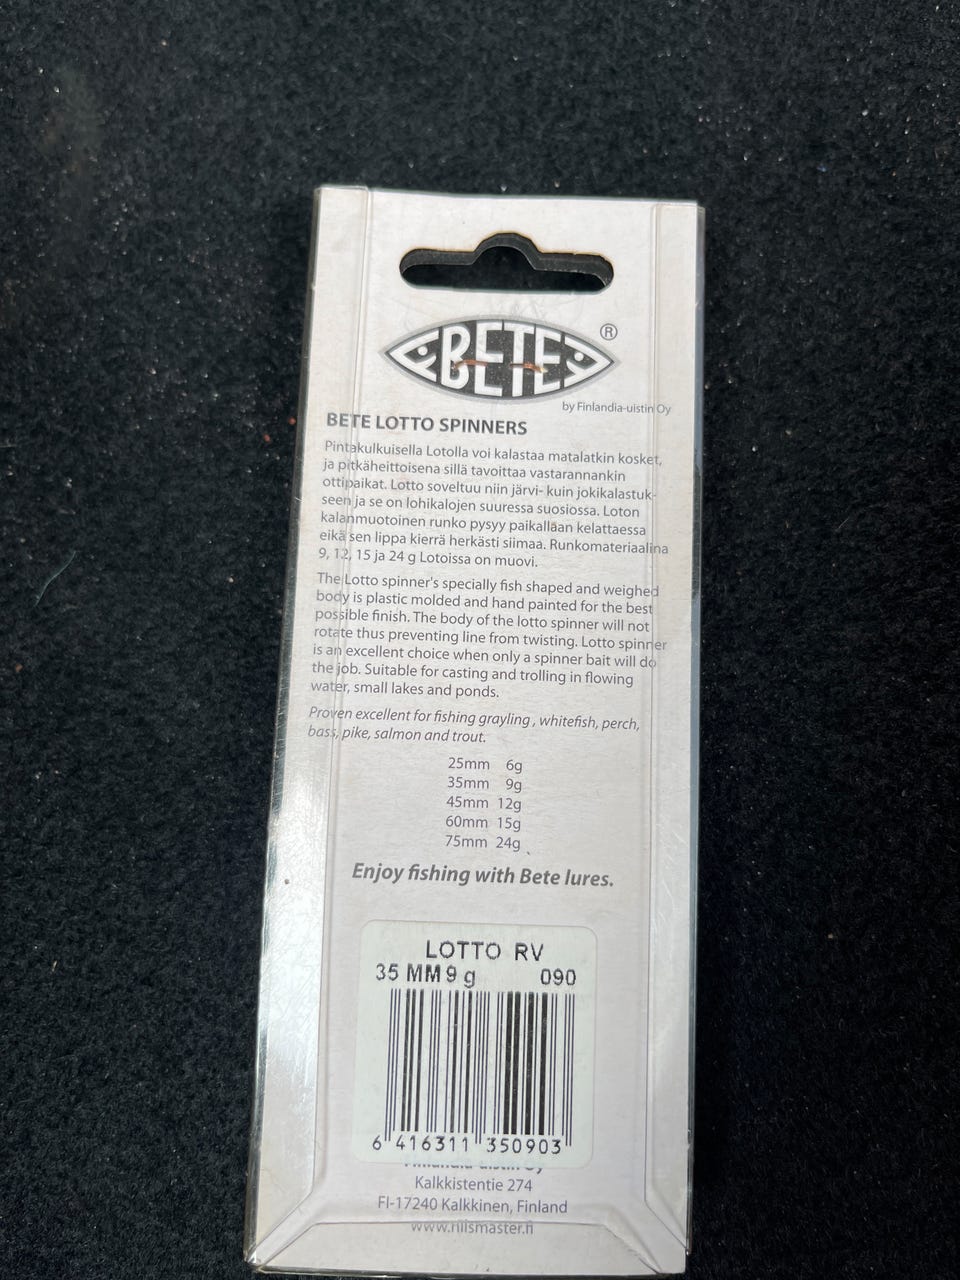 BETE ®
by Finlandia-uistin Oy
BETE LOTTO SPINNERS
Pintakulkuisella Lotolla voi kalastaa matalatkin kosket,
ja pitkäheittoisena sillä tavoittaa vastarannankin
ottipaikat. Lotto soveltuu niin järvi- kuin jokikalastuk-
seen ja se on lohikalojen suuressa suosiossa. Loton
kalanmuotoinen runko pysyy paikallaan kelattaessa
eikä sen lippa kierrä herkästi siimaa. Runkomateriaalina
9, 12, 15 ja 24 g Lotoissa on muovi.
The Lotto spinner's specially fish shaped and weighed
body is plastic molded and hand painted for the best
possible finish. The body of the lotto spinner will not
rotate thus preventing line from twisting. Lotto spinner
is an excellent choice when only a spinner bait will do
the job. Suitable for casting and trolling in flowing
water, small lakes and ponds.
Proven excellent for fishing grayling , whitefish, perch,
bass, pike, salmon and trout.
25mm 6g
35mm 9g
45mm 12g
60mm 15g
75mm 24g
Enjoy fishing with Bete lures.
LOTTO RV
35 MM 9 g 090
6 416311 350903
Finlandia-uistin Oy
Kalkkistentie 274
FI-17240 Kalkkinen, Finland
www.riismaster.fi